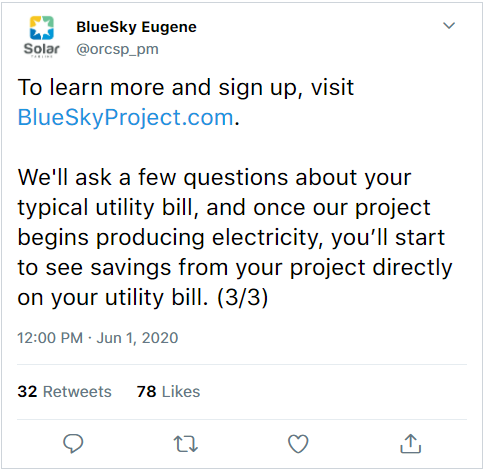 BlueSky Eugene
Solar
@orcsp_pm
To learn more and sign up, visit
BlueSkyProject.com.
We'll ask a few questions about your
typical utility bill, and once our project
begins producing electricity, you’ll start
to see savings from your project directly
on your utility bill. (3/3)
12:00 PM · Jun 1, 2020
32 Retweets 78 Likes